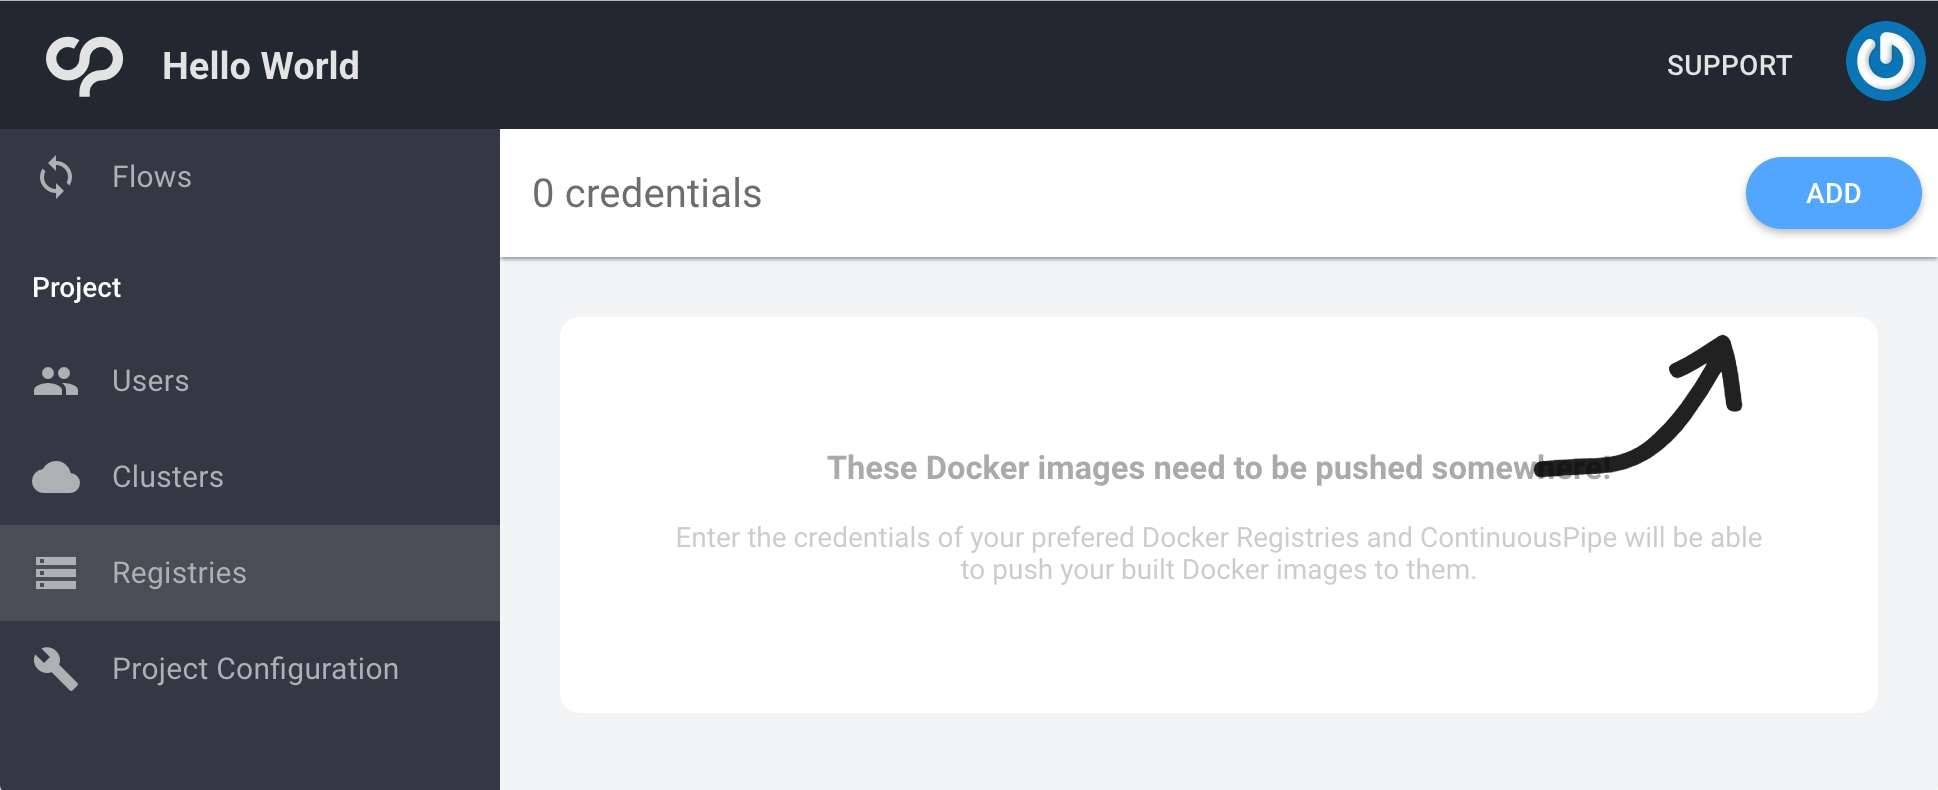 Hello World
SUPPORT
Flows
Project
Users
Clusters
Registries
Project Configuration
0 credentials
ADD
These Docker images need to be pushed somewhere!
Enter the credentials of your prefered Docker Registries and ContinuousPipe will be able
to push your built Docker images to them.